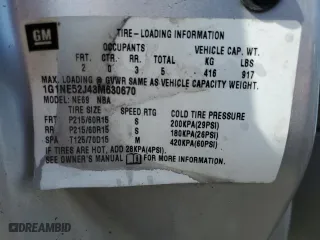 GM
TIRE-LOADING INFORMATION
OCCUPANTS VEHICLE CAP. WT.
FRT. CTR. RR. TOTAL KG LBS
2 0 3 5 416 917
MAX. LOADING @ GVWR SAME AS VEHICLE CAPACITY WEIGHT.
1G1NE52J43M630670
MODEL: NE69 NBA
TIRE SIZE SPEED RTG COLD TIRE PRESSURE
FRT P215/60R15 S 200KPA(29PSI)
RR P215/60R15 S 180KPA(26PSI)
SPA T125/70D15 M 420KPA(60PSI)
IF TIRES ARE HOT, ADD 28KPA(4PSI).
SEE OWNER'S MANUAL FOR ADDITIONAL INFORMATION.
DREAMBID